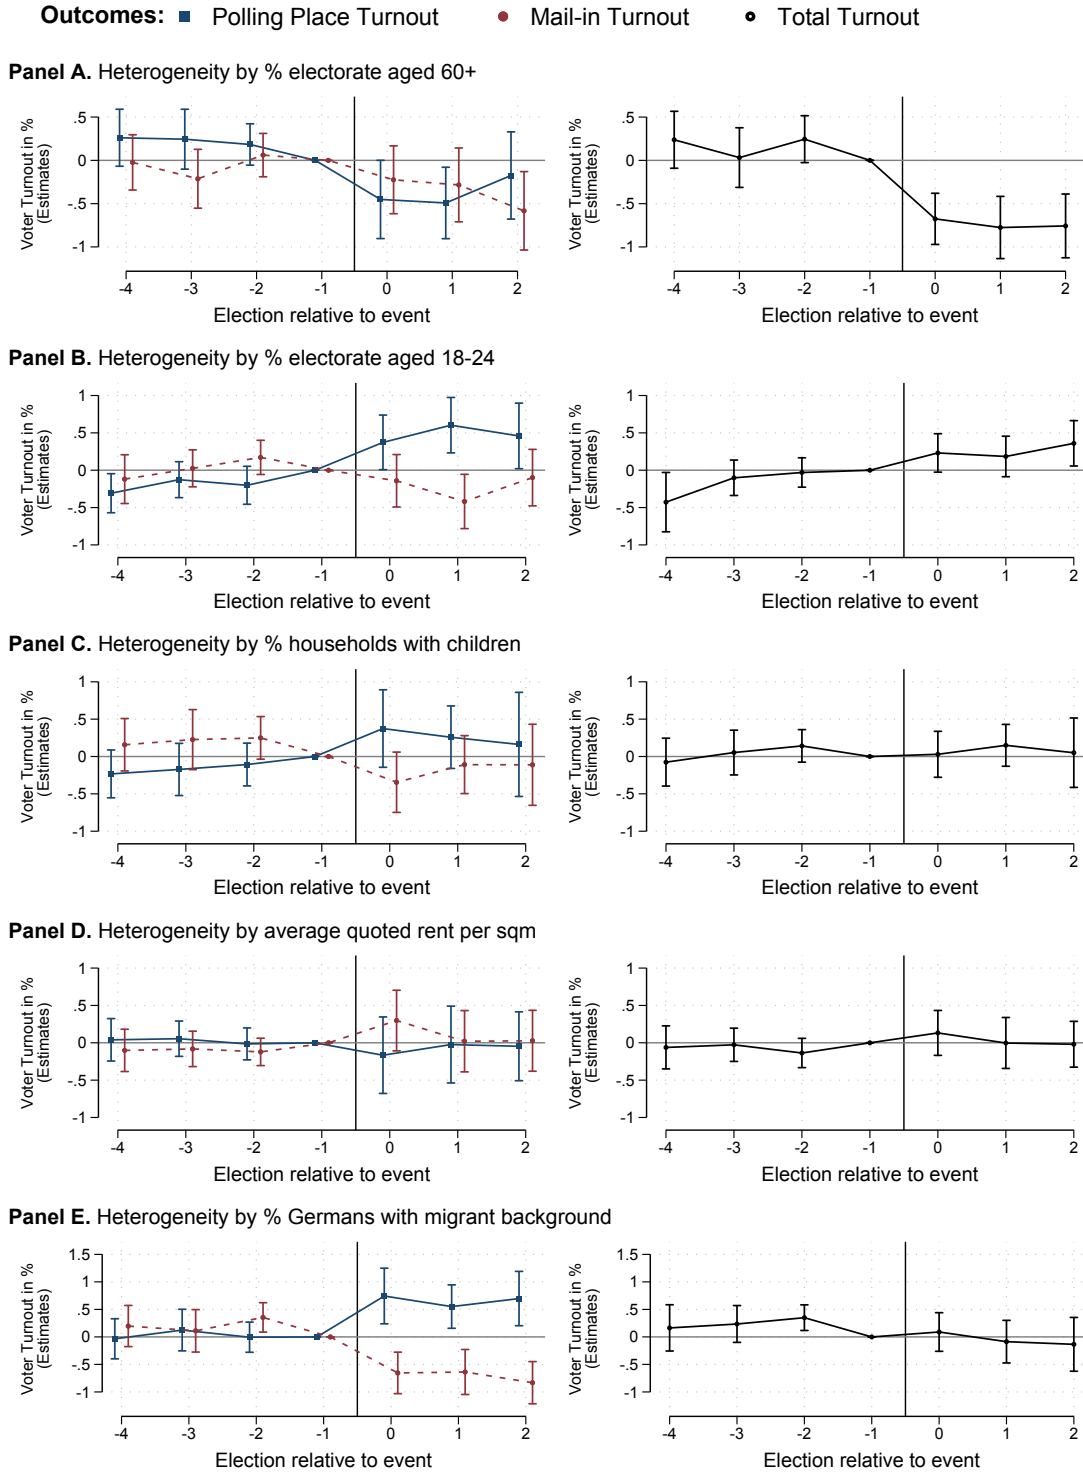 Outcomes: Polling Place Turnout Mail-in Turnout Total Turnout
Panel A. Heterogeneity by % electorate aged 60+
Voter Turnout in %
(Estimates)
.5
0
-.5
-1
-4 -3 -2 -1 0 1 2
Election relative to event
Voter Turnout in %
(Estimates)
.5
0
-.5
-1
-4 -3 -2 -1 0 1 2
Election relative to event
Panel B. Heterogeneity by % electorate aged 18-24
Voter Turnout in %
(Estimates)
1
.5
0
-.5
-1
-4 -3 -2 -1 0 1 2
Election relative to event
Voter Turnout in %
(Estimates)
1
.5
0
-.5
-1
-4 -3 -2 -1 0 1 2
Election relative to event
Panel C. Heterogeneity by % households with children
Voter Turnout in %
(Estimates)
1
.5
0
-.5
-1
-4 -3 -2 -1 0 1 2
Election relative to event
Voter Turnout in %
(Estimates)
1
.5
0
-.5
-1
-4 -3 -2 -1 0 1 2
Election relative to event
Panel D. Heterogeneity by average quoted rent per sqm
Voter Turnout in %
(Estimates)
1
.5
0
-.5
-1
-4 -3 -2 -1 0 1 2
Election relative to event
Voter Turnout in %
(Estimates)
1
.5
0
-.5
-1
-4 -3 -2 -1 0 1 2
Election relative to event
Panel E. Heterogeneity by % Germans with migrant background
Voter Turnout in %
(Estimates)
1.5
1
.5
0
-.5
-1
-4 -3 -2 -1 0 1 2
Election relative to event
Voter Turnout in %
(Estimates)
1.5
1
.5
0
-.5
-1
-4 -3 -2 -1 0 1 2
Election relative to event